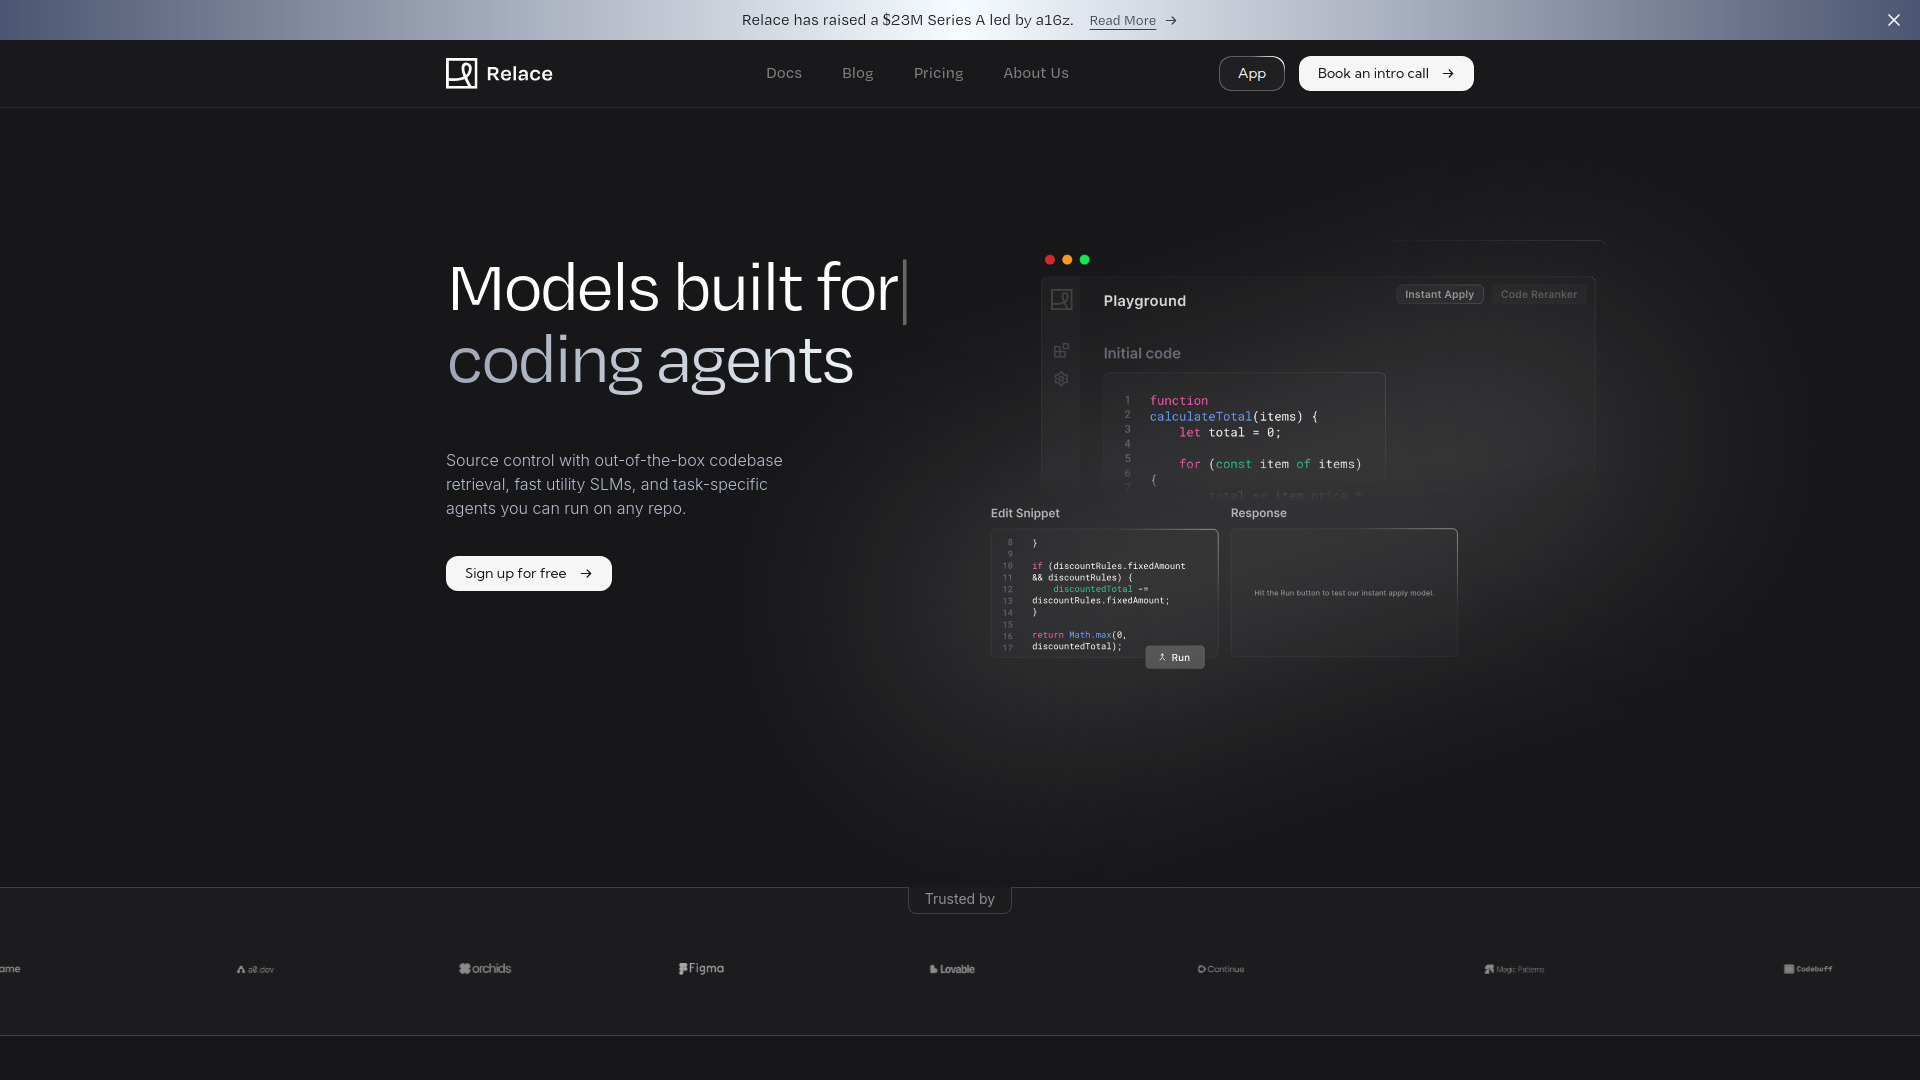 Relace has raised a $23M Series A led by a16z. Read More
Relace
Docs Blog Pricing About Us
App
Book an intro call
Models built for
coding agents
Source control with out-of-the-box codebase
retrieval, fast utility SLMs, and task-specific
agents you can run on any repo.
Sign up for free
Playground
Instant Apply Code Reranker
Initial code
1 function
2 calculateTotal(items) {
3 let total = 0;
4
5 for (const item of items)
6 {
7 total += item.price *
Edit Snippet
8 }
9
10 if (discountRules.fixedAmount
11 && discountRules) {
12 discountedTotal -=
13 discountRules.fixedAmount;
14 }
15
16 return Math.max(0,
17 discountedTotal);
Run
Response
Hit the Run button to test our instant apply model.
Trusted by
ame
a0.dev
orchids
Figma
Lovable
Continue
Magic Patterns
Codebuff